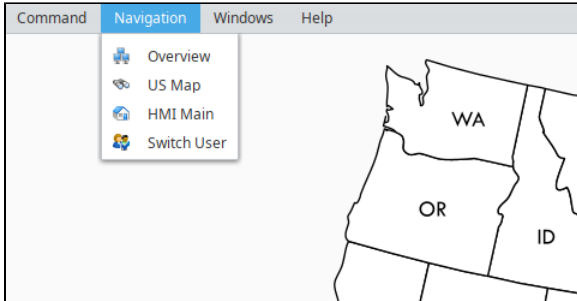 Command Navigation Windows Help
Overview
US Map
HMI Main
Switch User
WA
OR
ID